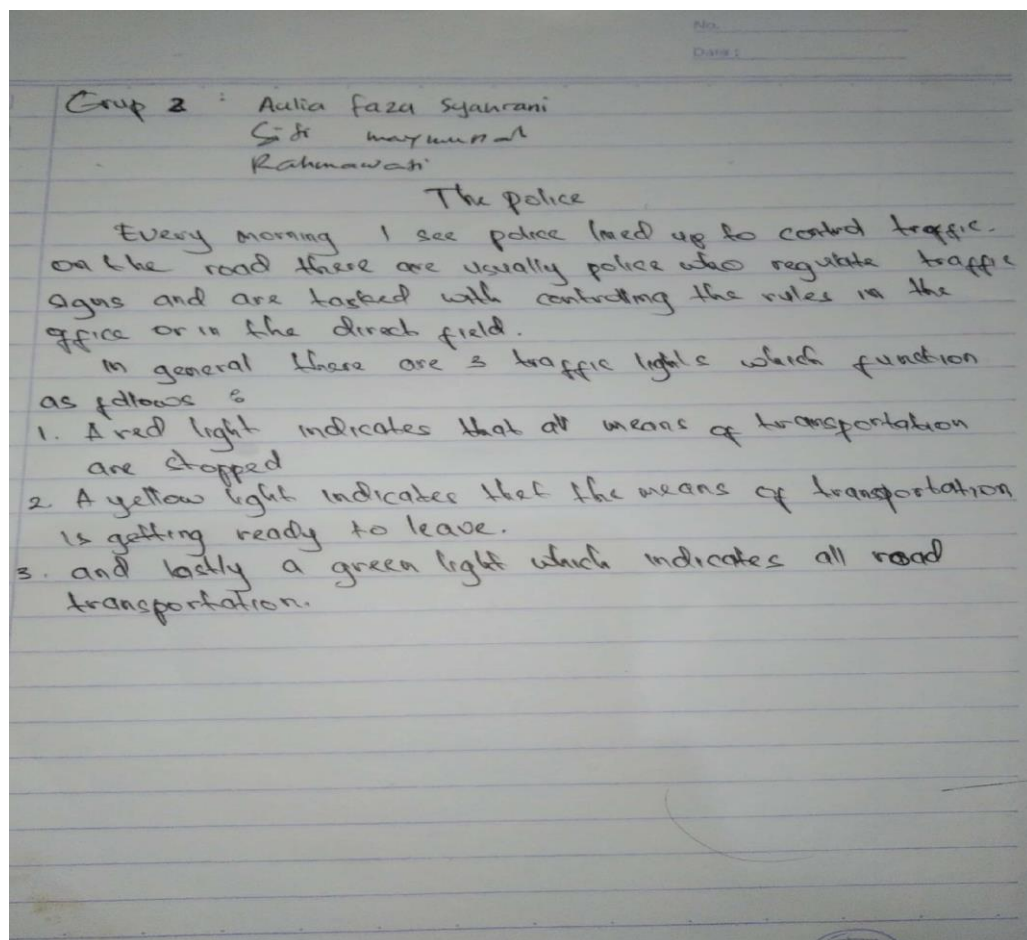 No.
Date :
Grup 2 : Aulia Faza Syahrani
Siti maymunah
Rahmawati
The police
Every morning I see police lined up to control traffic.
on the road there are usually police who regulate traffic
signs and are tasked with controlling the rules in the
office or in the direct field.
In general there are 3 traffic lights which function
as follows :
1. A red light indicates that all means of transportation
are stopped
2. A yellow light indicates that the means of transportation
is getting ready to leave.
3. and lastly a green light which indicates all road
transportation.